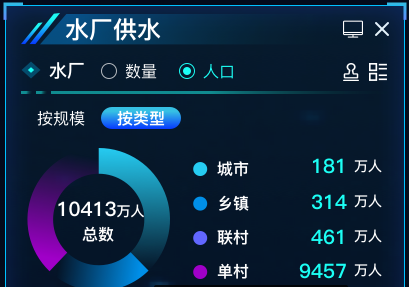 水厂供水
水厂 数量 人口
按规模 按类型
10413万人
总数
城市 181 万人
乡镇 314 万人
联村 461 万人
单村 9457 万人